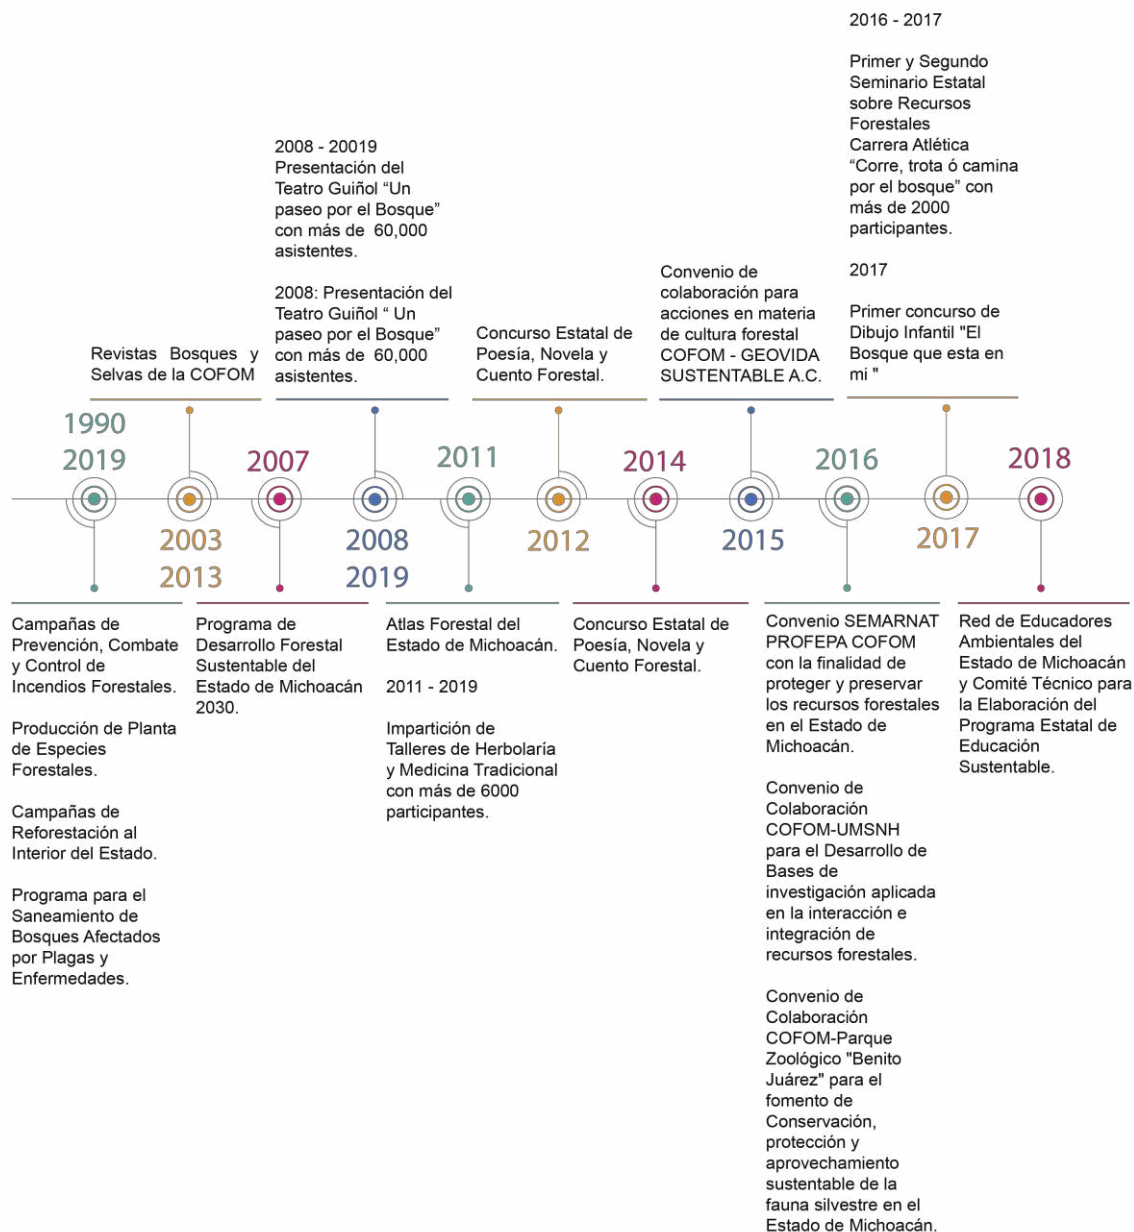 1990
2019
Campañas de
Prevención, Combate
y Control de
Incendios Forestales.
Producción de Planta
de Especies
Forestales.
Campañas de
Reforestación al
Interior del Estado.
Programa para el
Saneamiento de
Bosques Afectados
por Plagas y
Enfermedades.
Revistas Bosques y
Selvas de la COFOM
2003
2013
2007
Programa de
Desarrollo Forestal
Sustentable del
Estado de Michoacán
2030.
2008 - 20019
Presentación del
Teatro Guiñol “Un
paseo por el Bosque”
con más de 60,000
asistentes.
2008: Presentación del
Teatro Guiñol “ Un
paseo por el Bosque”
con más de 60,000
asistentes.
2008
2019
2011
Atlas Forestal del
Estado de Michoacán.
2011 - 2019
Impartición de
Talleres de Herbolaría
y Medicina Tradicional
con más de 6000
participantes.
Concurso Estatal de
Poesía, Novela y
Cuento Forestal.
2012
2014
Concurso Estatal de
Poesía, Novela y
Cuento Forestal.
Convenio de
colaboración para
acciones en materia
de cultura forestal
COFOM - GEOVIDA
SUSTENTABLE A.C.
2015
2016
Convenio SEMARNAT
PROFEPA COFOM
con la finalidad de
proteger y preservar
los recursos forestales
en el Estado de
Michoacán.
Convenio de
Colaboración
COFOM-UMSNH
para el Desarrollo de
Bases de
investigación aplicada
en la interacción e
integración de
recursos forestales.
Convenio de
Colaboración
COFOM-Parque
Zoológico "Benito
Juárez" para el
fomento de
Conservación,
protección y
aprovechamiento
sustentable de la
fauna silvestre en el
Estado de Michoacán.
2016 - 2017
Primer y Segundo
Seminario Estatal
sobre Recursos
Forestales
Carrera Atlética
“Corre, trota ó camina
por el bosque” con
más de 2000
participantes.
2017
Primer concurso de
Dibujo Infantil "El
Bosque que esta en
mi "
2017
2018
Red de Educadores
Ambientales del
Estado de Michoacán
y Comité Técnico para
la Elaboración del
Programa Estatal de
Educación
Sustentable.